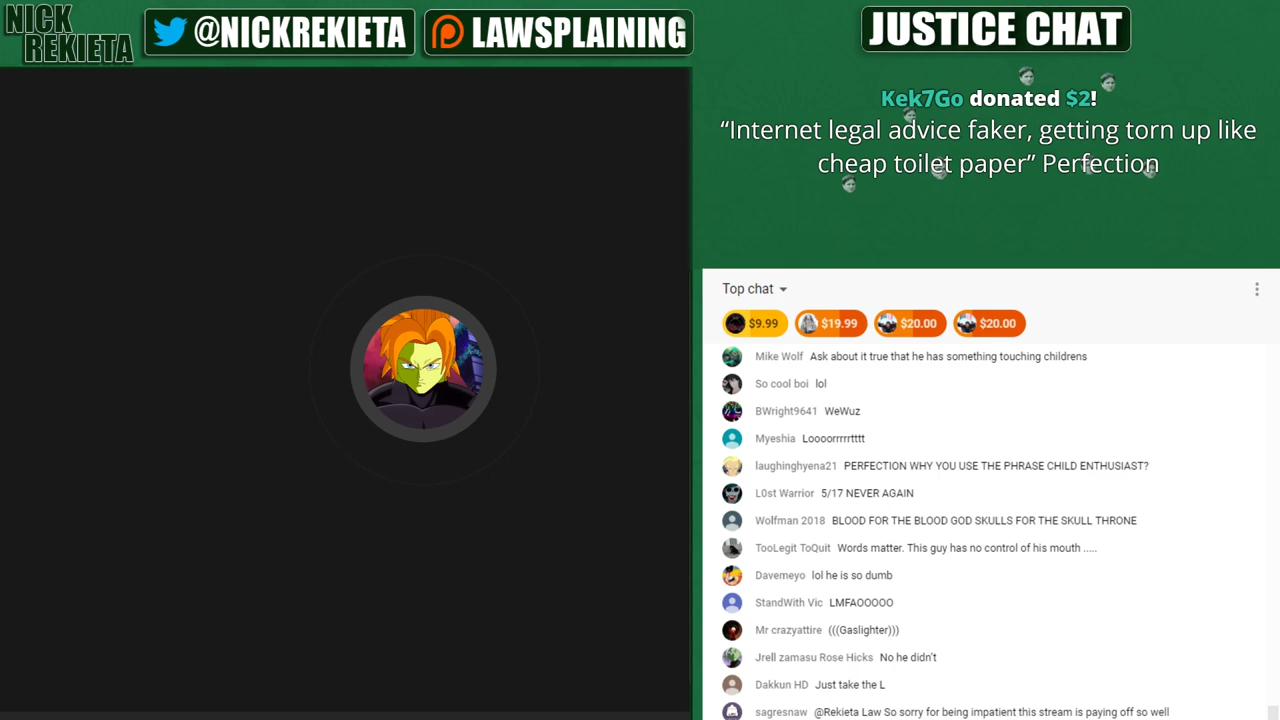 NICK
REKIETA
@NICKREKIETA
LAWSPLAINING
JUSTICE CHAT
Kek7Go donated $2!
“Internet legal advice faker, getting torn up like
cheap toilet paper” Perfection
Top chat
$9.99
$19.99
$20.00
$20.00
Mike Wolf Ask about it true that he has something touching childrens
So cool boi lol
BWright9641 WeWuz
Myeshia Loooorrrrrtttt
laughinghyena21 PERFECTION WHY YOU USE THE PHRASE CHILD ENTHUSIAST?
L0st Warrior 5/17 NEVER AGAIN
Wolfman 2018 BLOOD FOR THE BLOOD GOD SKULLS FOR THE SKULL THRONE
TooLegit ToQuit Words matter. This guy has no control of his mouth .....
Davemeyo lol he is so dumb
StandWith Vic LMFAOOOOO
Mr crazyattire (((Gaslighter)))
Jrell zamasu Rose Hicks No he didn't
Dakkun HD Just take the L
sagresnaw @Rekieta Law So sorry for being impatient this stream is paying off so well